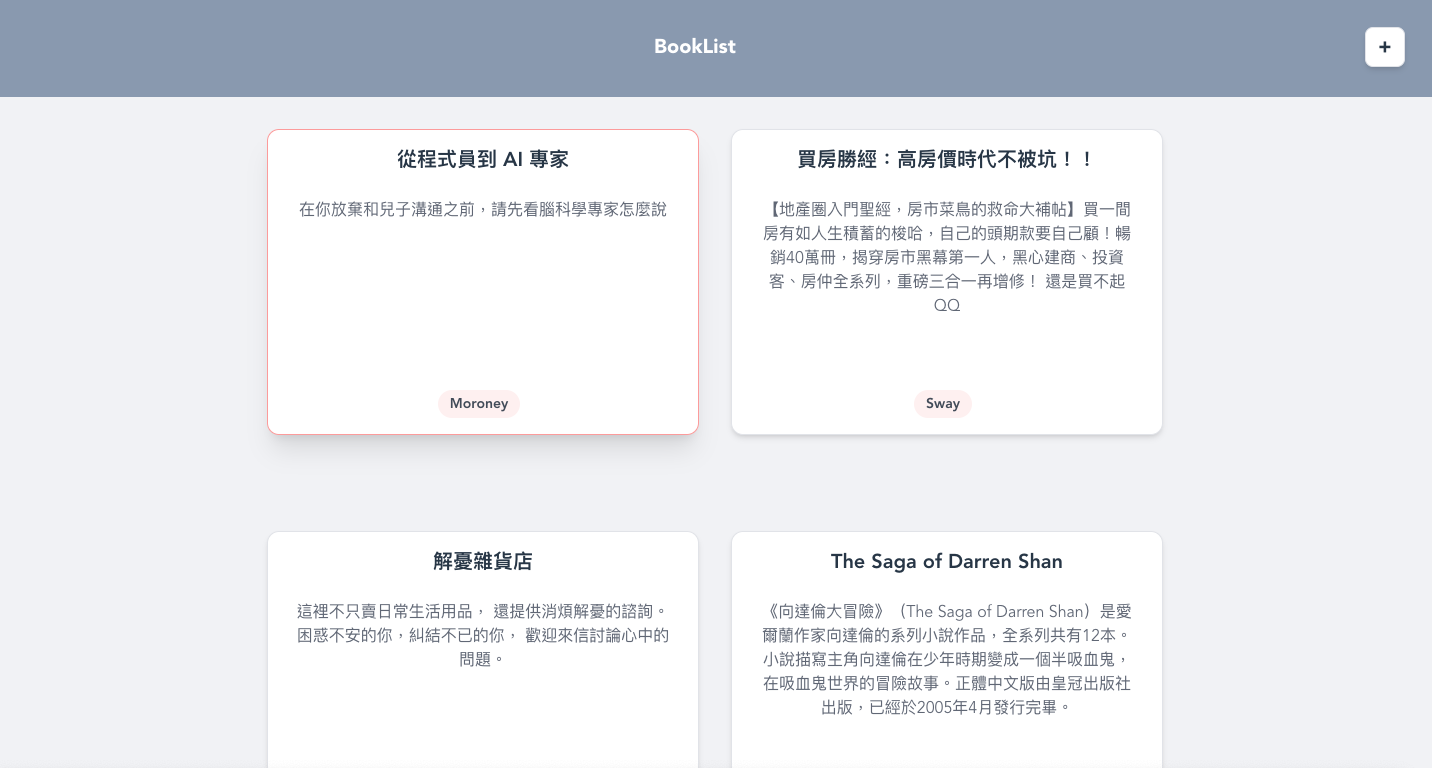 BookList
+
從程式員到 AI 專家
在你放棄和兒子溝通之前，請先看腦科學專家怎麼說
Moroney
買房勝經：高房價時代不被坑！！
【地產圈入門聖經，房市菜鳥的救命大補帖】買一間
房有如人生積蓄的梭哈，自己的頭期款要自己顧！暢
銷40萬冊，揭穿房市黑幕第一人，黑心建商、投資
客、房仲全系列，重磅三合一再增修！ 還是買不起
QQ
Sway
解憂雜貨店
這裡不只賣日常生活用品， 還提供消煩解憂的諮詢。
困惑不安的你，糾結不已的你， 歡迎來信討論心中的
問題。
The Saga of Darren Shan
《向達倫大冒險》（The Saga of Darren Shan）是愛
爾蘭作家向達倫的系列小說作品，全系列共有12本。
小說描寫主角向達倫在少年時期變成一個半吸血鬼，
在吸血鬼世界的冒險故事。正體中文版由皇冠出版社
出版，已經於2005年4月發行完畢。